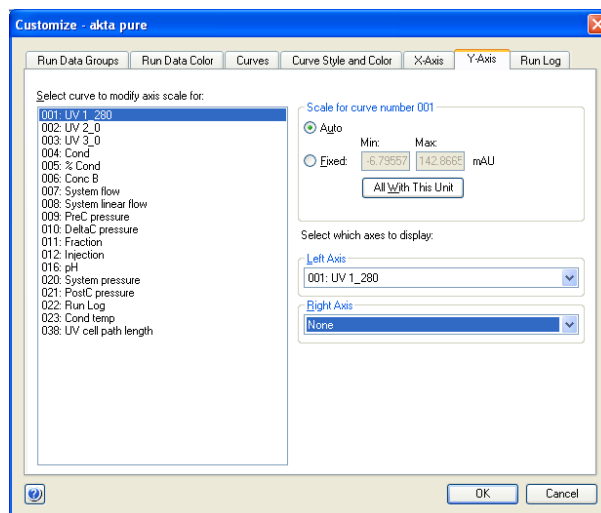 Customize - akta pure
Run Data Groups
Run Data Color
Curves
Curve Style and Color
X-Axis
Y-Axis
Run Log
Select curve to modify axis scale for:
001: UV 1_280
002: UV 2_0
003: UV 3_0
004: Cond
005: % Cond
006: Conc B
007: System flow
008: System linear flow
009: PreC pressure
010: DeltaC pressure
011: Fraction
012: Injection
016: pH
020: System pressure
021: PostC pressure
022: Run Log
023: Cond temp
038: UV cell path length
Scale for curve number 001
Auto
Min: Max:
Fixed: -6.79557 142.8665 mAU
All With This Unit
Select which axes to display:
Left Axis
001: UV 1_280
Right Axis
None
?
OK
Cancel